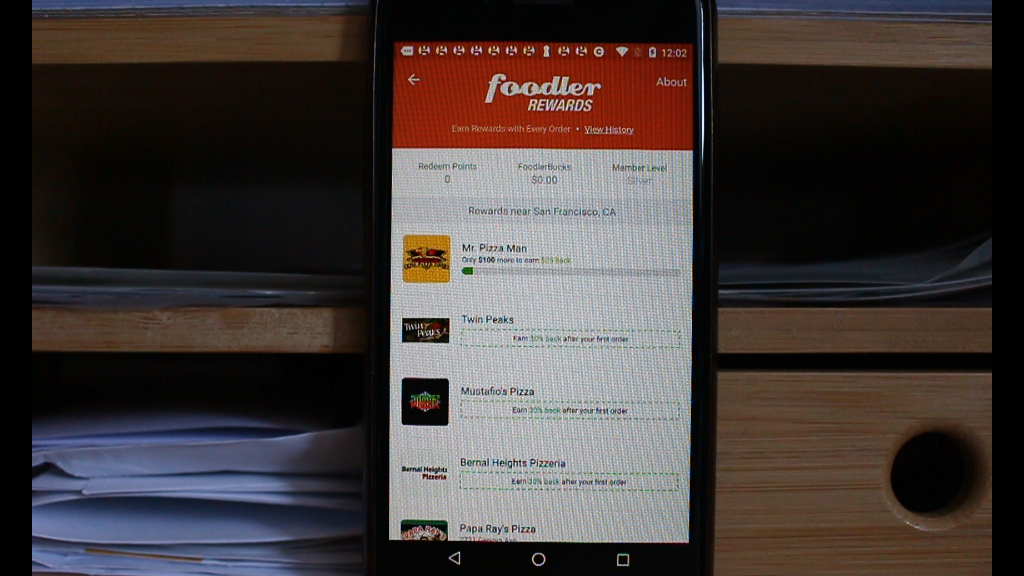 12:02
foodler
REWARDS
About
Earn Rewards with Every Order • View History
Redeem Points
0
FoodlerBucks
$0.00
Member Level
Silver
Rewards near San Francisco, CA
Mr. Pizza Man
Only $100 more to earn $25 back
Twin Peaks
Twin Peaks
Earn 30% back after your first order
Mustafio's Pizza
Earn 30% back after your first order
Bernal Heights
Pizzeria
Bernal Heights Pizzeria
Earn 30% back after your first order
Papa Ray's Pizza